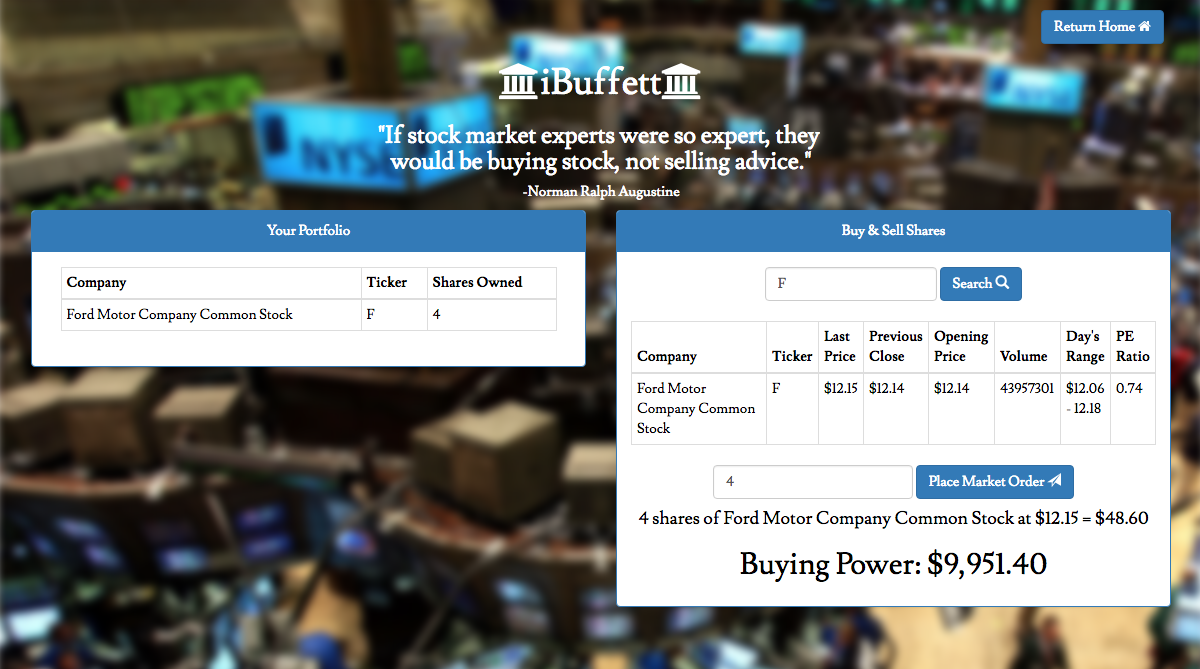 Return Home
iBuffett
"If stock market experts were so expert, they
would be buying stock, not selling advice."
-Norman Ralph Augustine
Your Portfolio
Company Ticker Shares Owned
Ford Motor Company Common Stock F 4
Buy & Sell Shares
F Search
Company Ticker Last Price Previous Close Opening Price Volume Day's Range PE Ratio
Ford Motor Company Common Stock F $12.15 $12.14 $12.14 43957301 $12.06 - 12.18 0.74
4 Place Market Order
4 shares of Ford Motor Company Common Stock at $12.15 = $48.60
Buying Power: $9,951.40
NYSE
NYSE